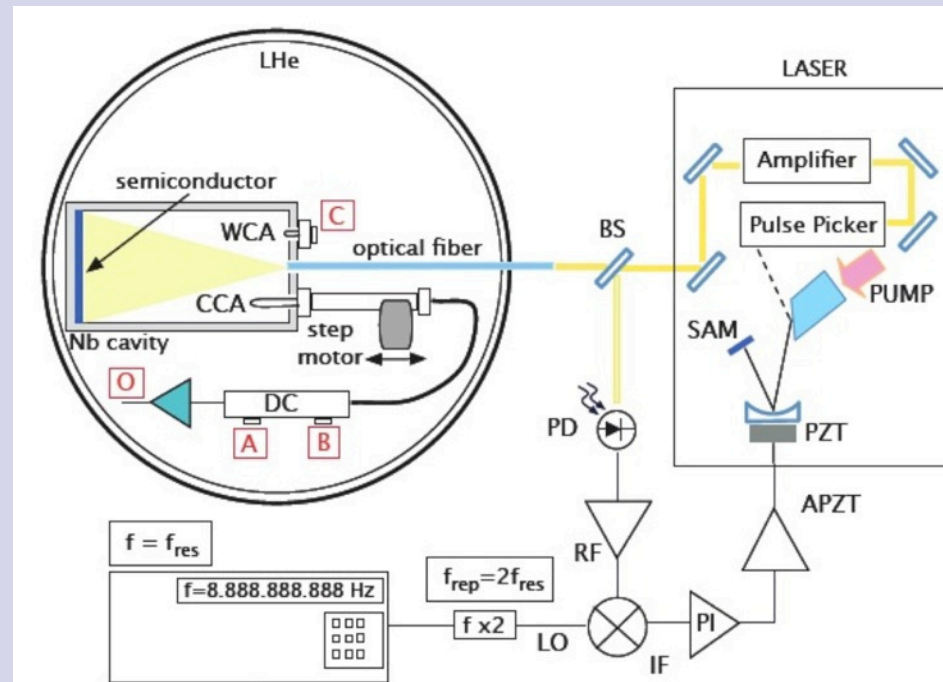 LHe
LASER
semiconductor
Amplifier
WCA
C
BS
Pulse Picker
optical fiber
PUMP
CCA
SAM
step
motor
Nb cavity
O
DC
A
B
PD
PZT
APZT
RF
f = fres
f=8.888.888.888 Hz
frep=2fres
f x2
LO
PI
IF